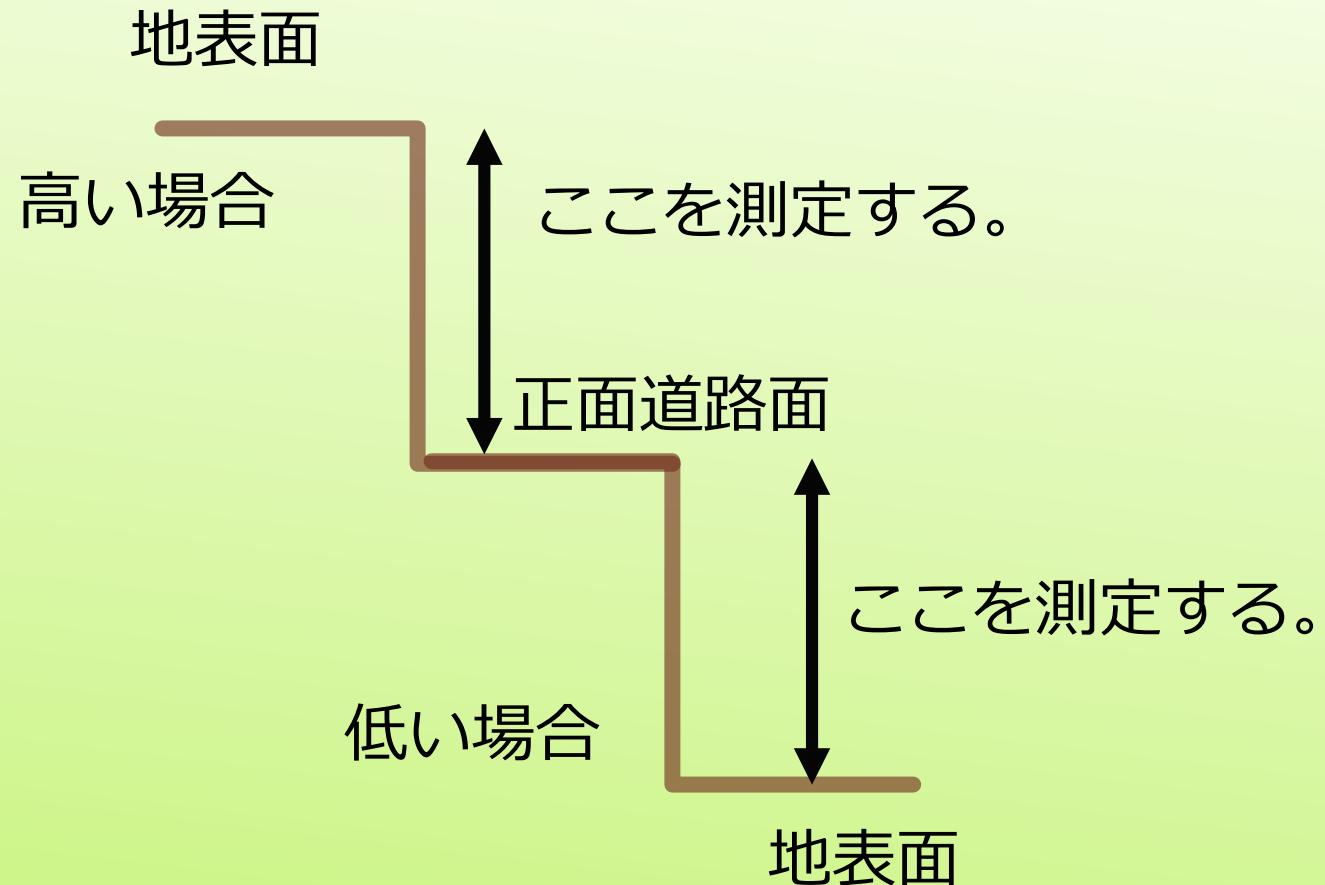 地表面
高い場合
ここを測定する。
正面道路面
ここを測定する。
低い場合
地表面